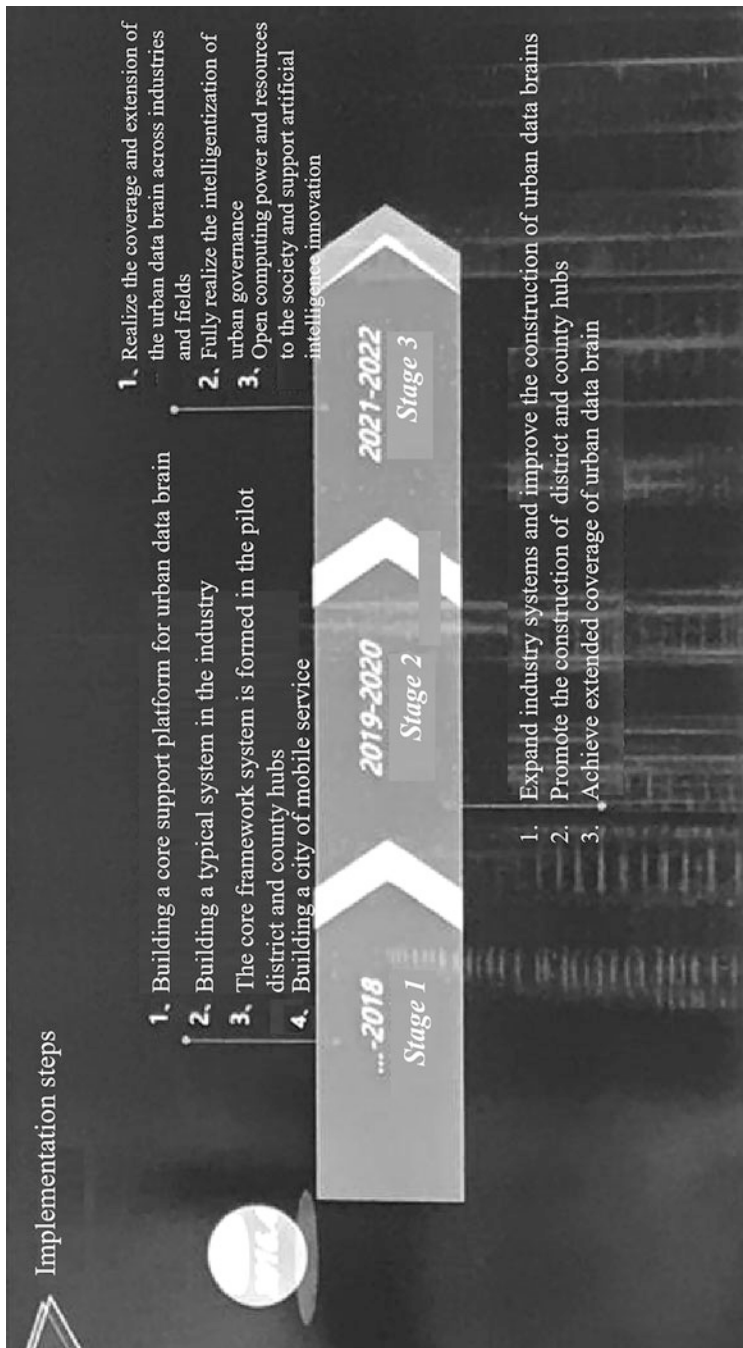 Implementation steps
1. Building a core support platform for urban data brain
2. Building a typical system in the industry
3. The core framework system is formed in the pilot
district and county hubs
4. Building a city of mobile service
1. Realize the coverage and extension of
the urban data brain across industries
and fields
2. Fully realize the intelligentization of
urban governance
3. Open computing power and resources
to the society and support artificial
intelligence innovation
...-2018
Stage 1
2019-2020
Stage 2
2021-2022
Stage 3
1. Expand industry systems and improve the construction of urban data brains
2. Promote the construction of district and county hubs
3. Achieve extended coverage of urban data brain